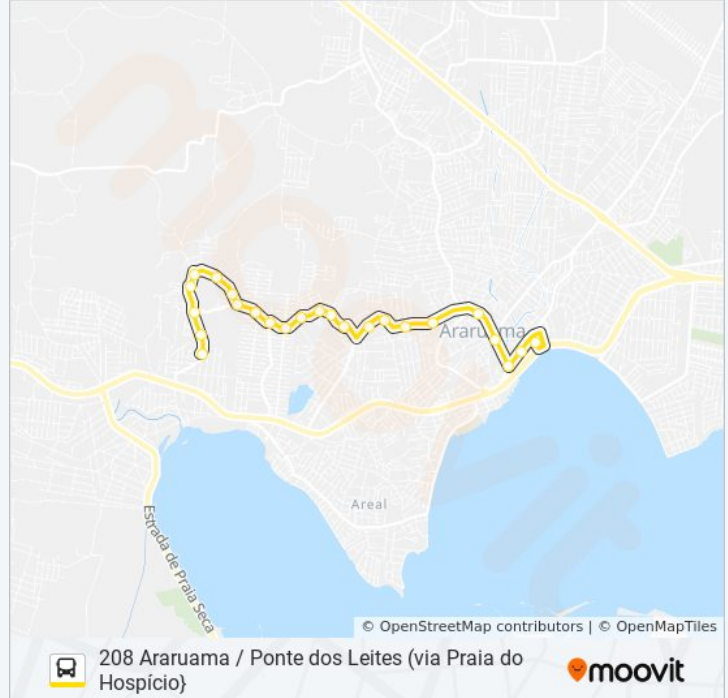 Araruama
Areal
Estrada de Praia Seca
© OpenStreetMap contributors | © OpenMapTiles
208 Araruama / Ponte dos Leites (via Praia do
Hospício}
moovit
moovit